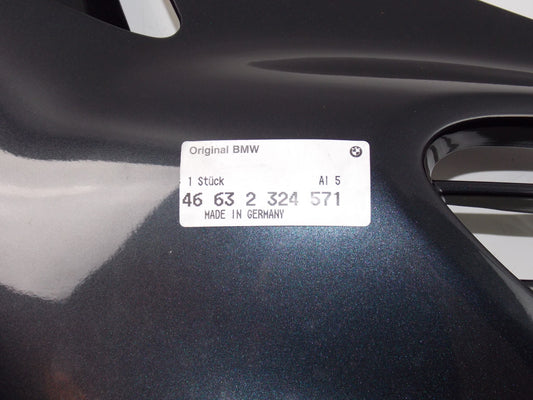 Original BMW
1 Stück AI 5
46 63 2 324 571
MADE IN GERMANY